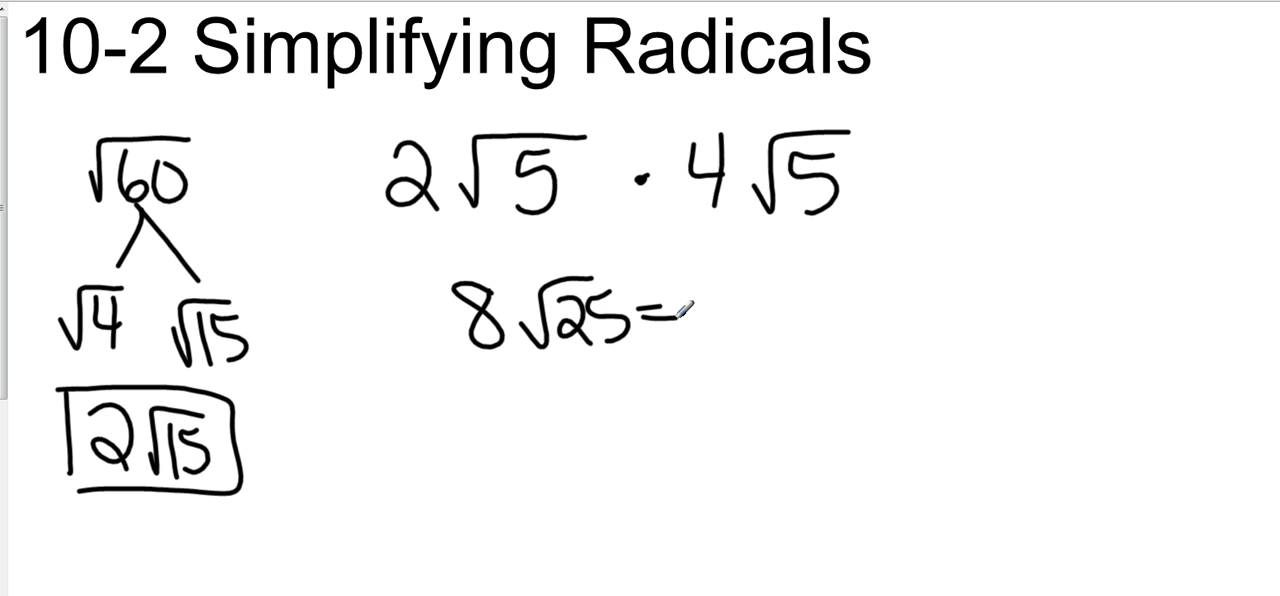 10-2 Simplifying Radicals
√60
√4 √15
2√15
2√5 · 4√5
8√25=